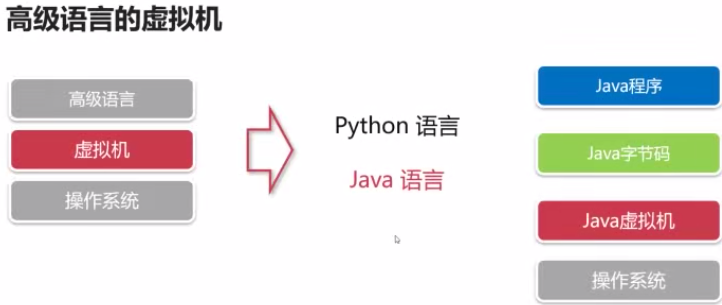 高级语言的虚拟机
高级语言
虚拟机
操作系统
Python 语言
Java 语言
Java程序
Java字节码
Java虚拟机
操作系统